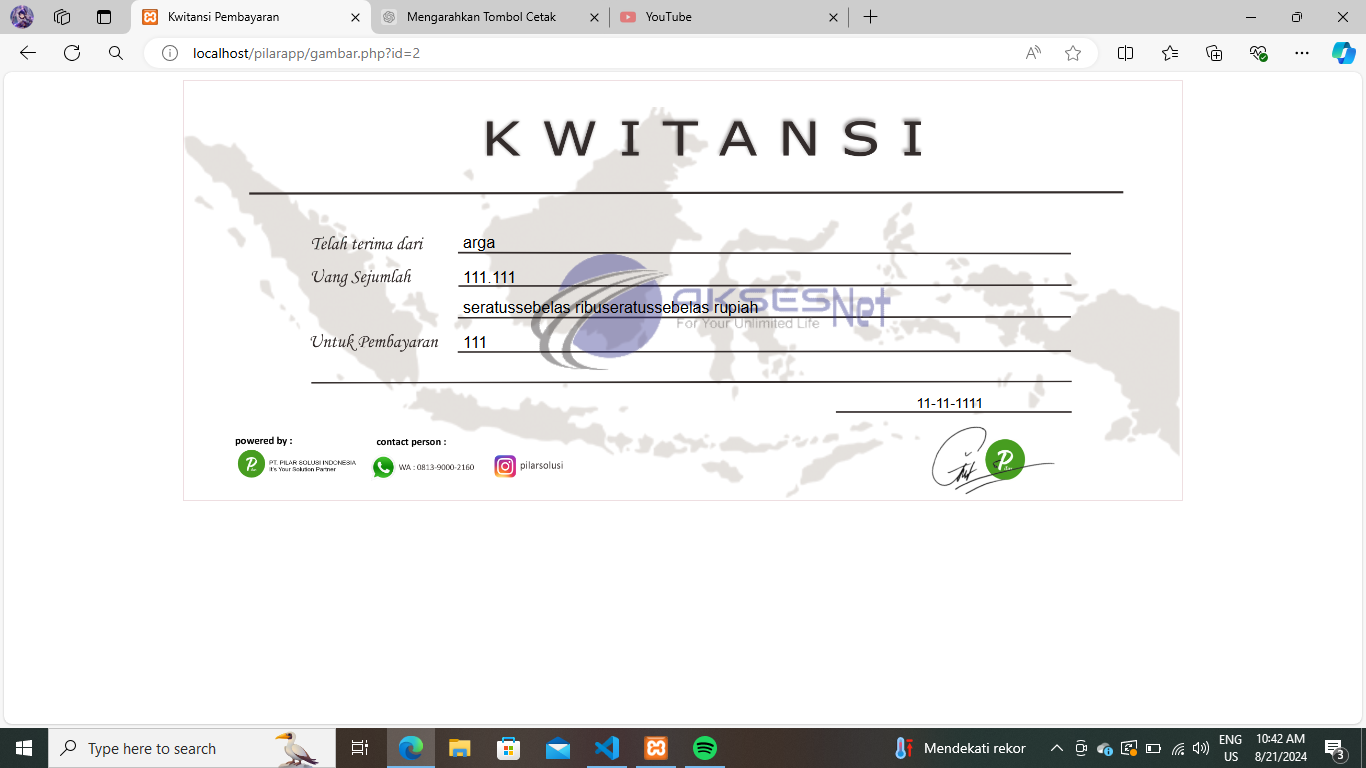 Kwitansi Pembayaran
Mengarahkan Tombol Cetak
YouTube
localhost/pilarapp/gambar.php?id=2
KWITANSI
Telah terima dari arga
Uang Sejumlah 111.111
AKSESNet
seratussebelas ribuseratussebelas rupiah
For Your Unlimited Life
Untuk Pembayaran 111
11-11-1111
powered by :
contact person :
PT. PILAR SOLUSI INDONESIA
It's Your Solution Partner
WA : 0813-9000-2160
pilarsolusi
Type here to search
Mendekati rekor
ENG
US
10:42 AM
8/21/2024
3